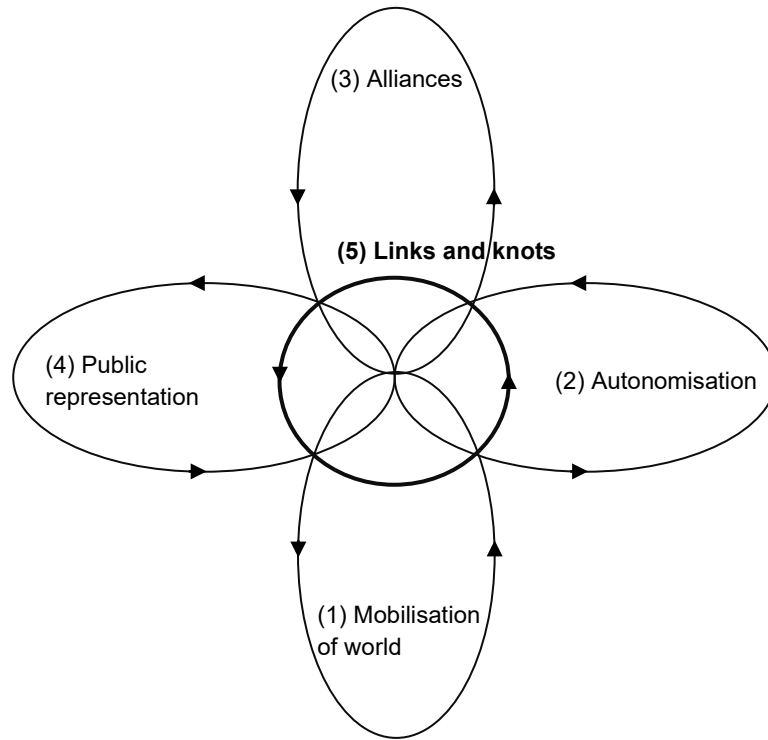 (3) Alliances
(5) Links and knots
(4) Public
representation
(2) Autonomisation
(1) Mobilisation
of world